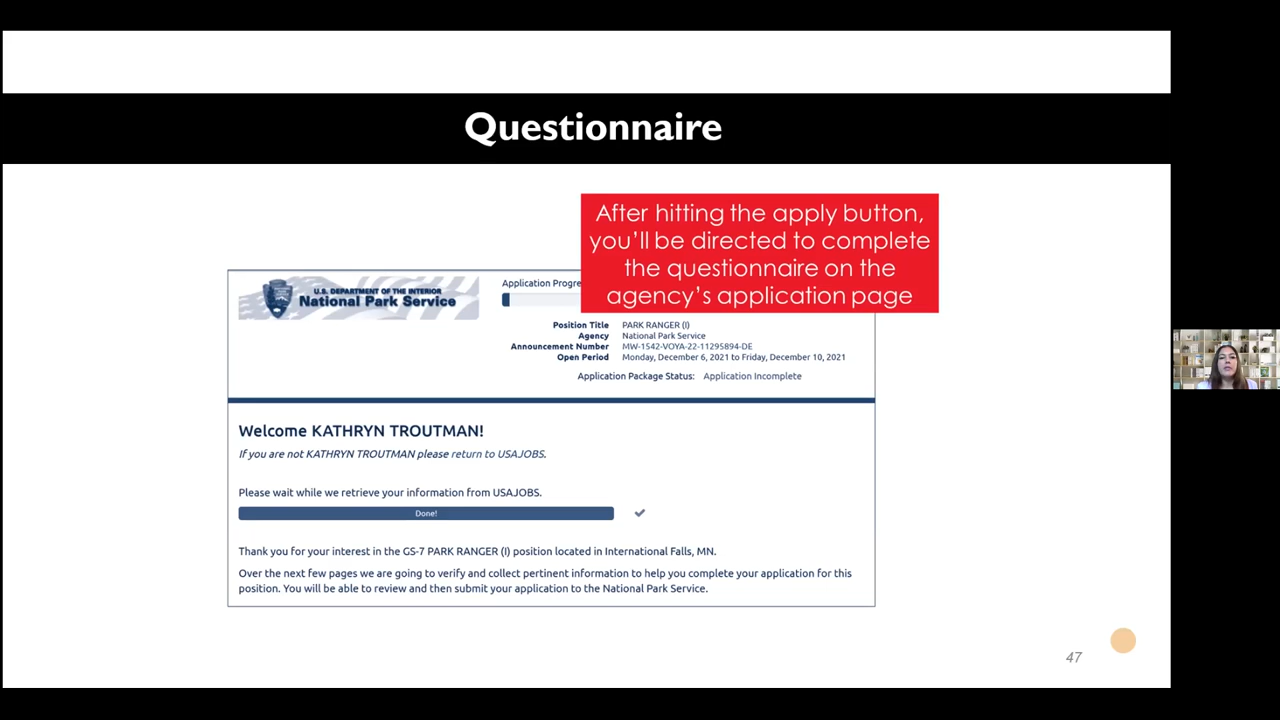 Questionnaire
After hitting the apply button,
you'll be directed to complete
the questionnaire on the
agency's application page
U.S. DEPARTMENT OF THE INTERIOR
National Park Service
Application Progre
Position Title PARK RANGER (I)
Agency National Park Service
Announcement Number MW-1542-VOYA-22-11295894-DE
Open Period Monday, December 6, 2021 to Friday, December 10, 2021
Application Package Status: Application Incomplete
Welcome KATHRYN TROUTMAN!
If you are not KATHRYN TROUTMAN please return to USAJOBS.
Please wait while we retrieve your information from USAJOBS.
Done!
Thank you for your interest in the GS-7 PARK RANGER (I) position located in International Falls, MN.
Over the next few pages we are going to verify and collect pertinent information to help you complete your application for this
position. You will be able to review and then submit your application to the National Park Service.
47